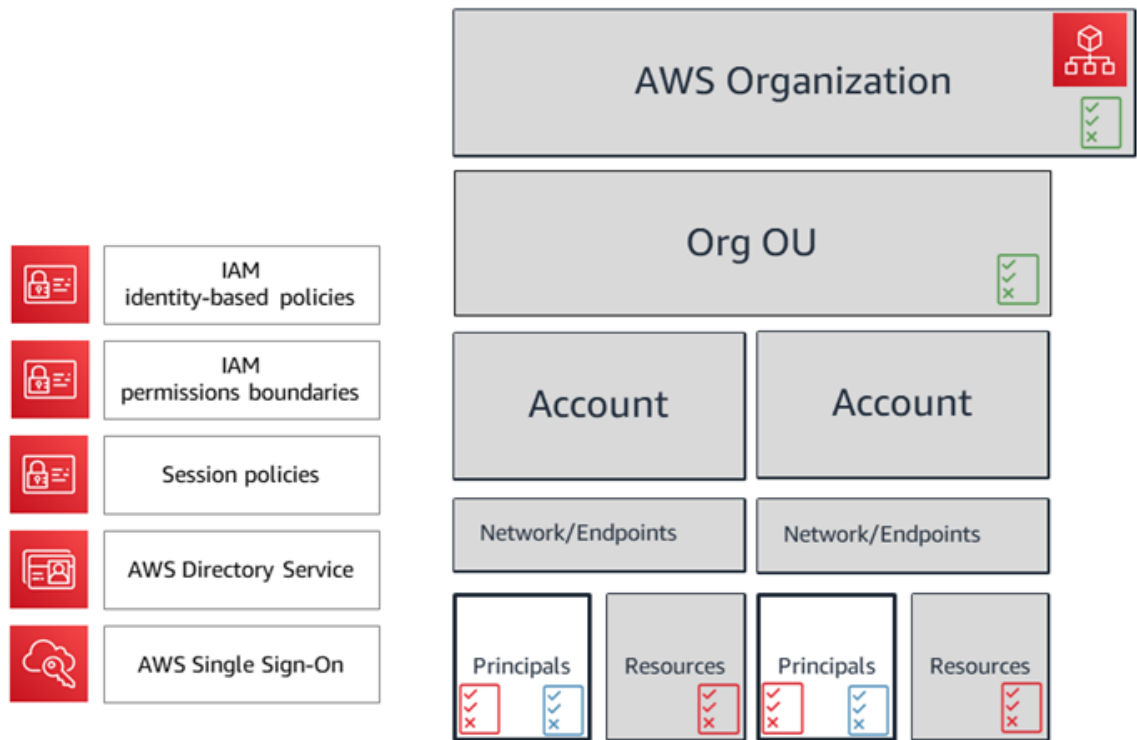 AWS Organization
Org OU
IAM
identity-based policies
IAM
permissions boundaries
Session policies
AWS Directory Service
AWS Single Sign-On
Account
Account
Network/Endpoints
Network/Endpoints
Principals
Resources
Principals
Resources